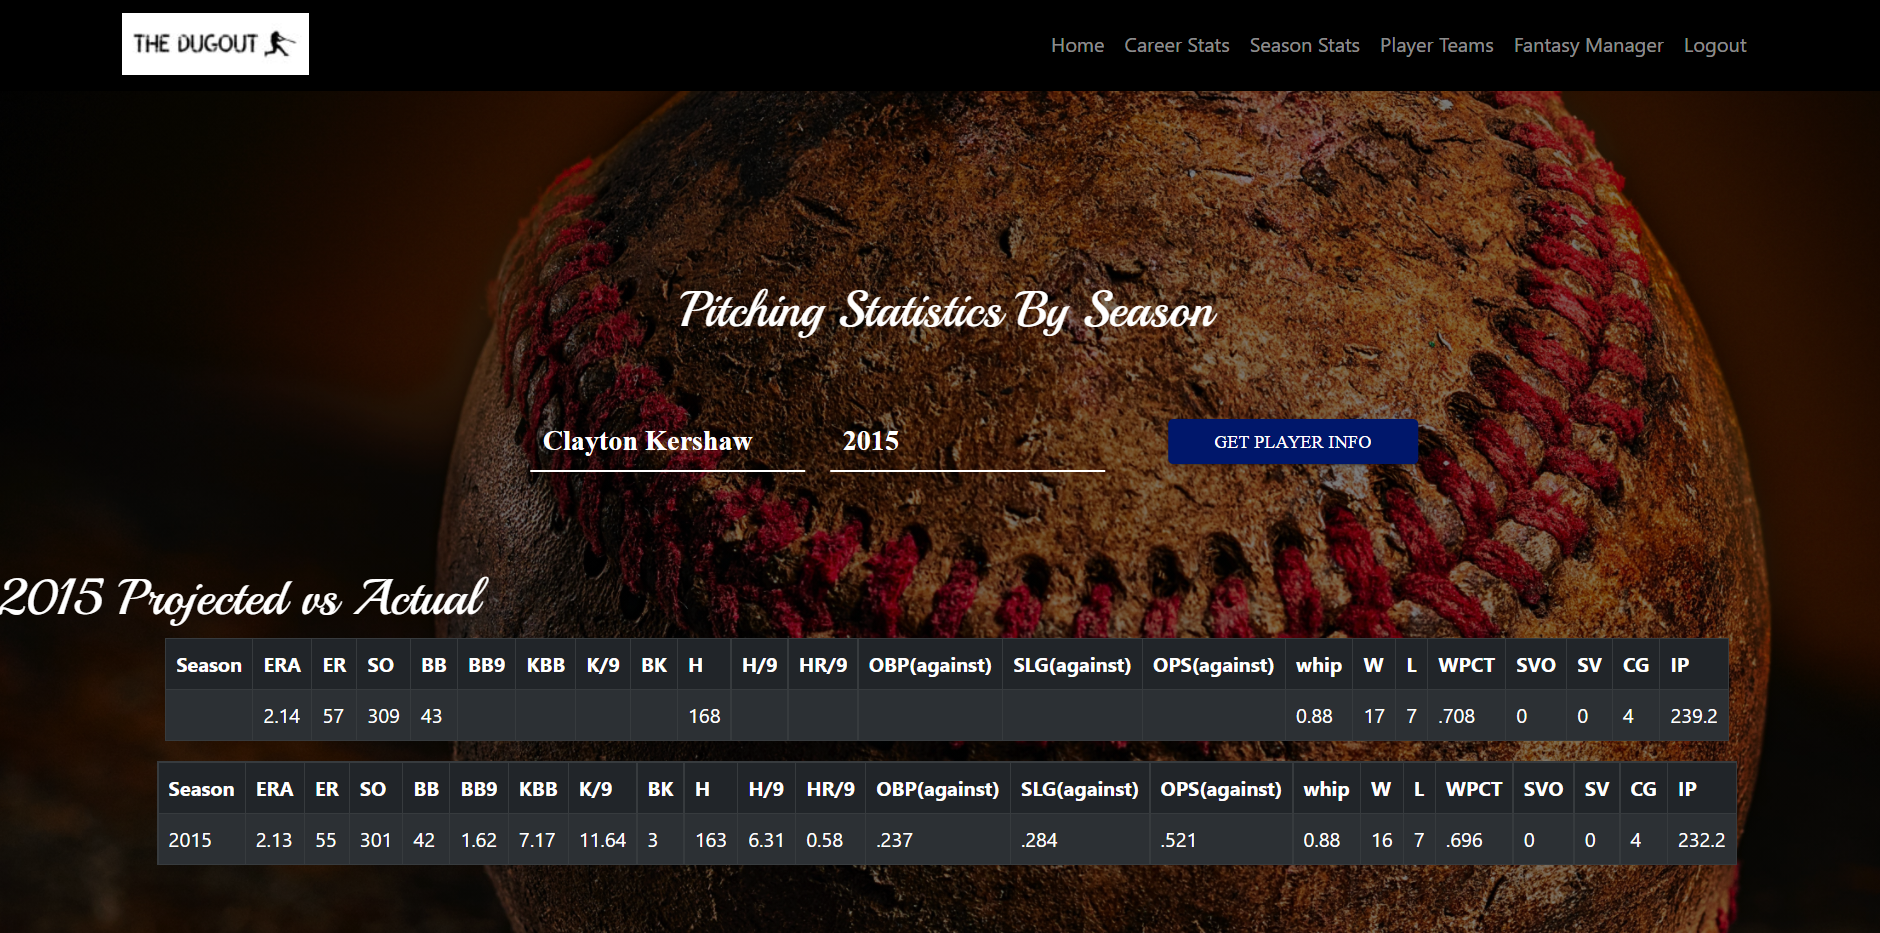 THE DUGOUT
Home Career Stats Season Stats Player Teams Fantasy Manager Logout
Pitching Statistics By Season
Clayton Kershaw 2015 GET PLAYER INFO
2015 Projected vs Actual
Season ERA ER SO BB BB9 KBB K/9 BK H H/9 HR/9 OBP(against) SLG(against) OPS(against) whip W L WPCT SVO SV CG IP
2.14 57 309 43 168 0.88 17 7 .708 0 0 4 239.2
Season ERA ER SO BB BB9 KBB K/9 BK H H/9 HR/9 OBP(against) SLG(against) OPS(against) whip W L WPCT SVO SV CG IP
2015 2.13 55 301 42 1.62 7.17 11.64 3 163 6.31 0.58 .237 .284 .521 0.88 16 7 .696 0 0 4 232.2